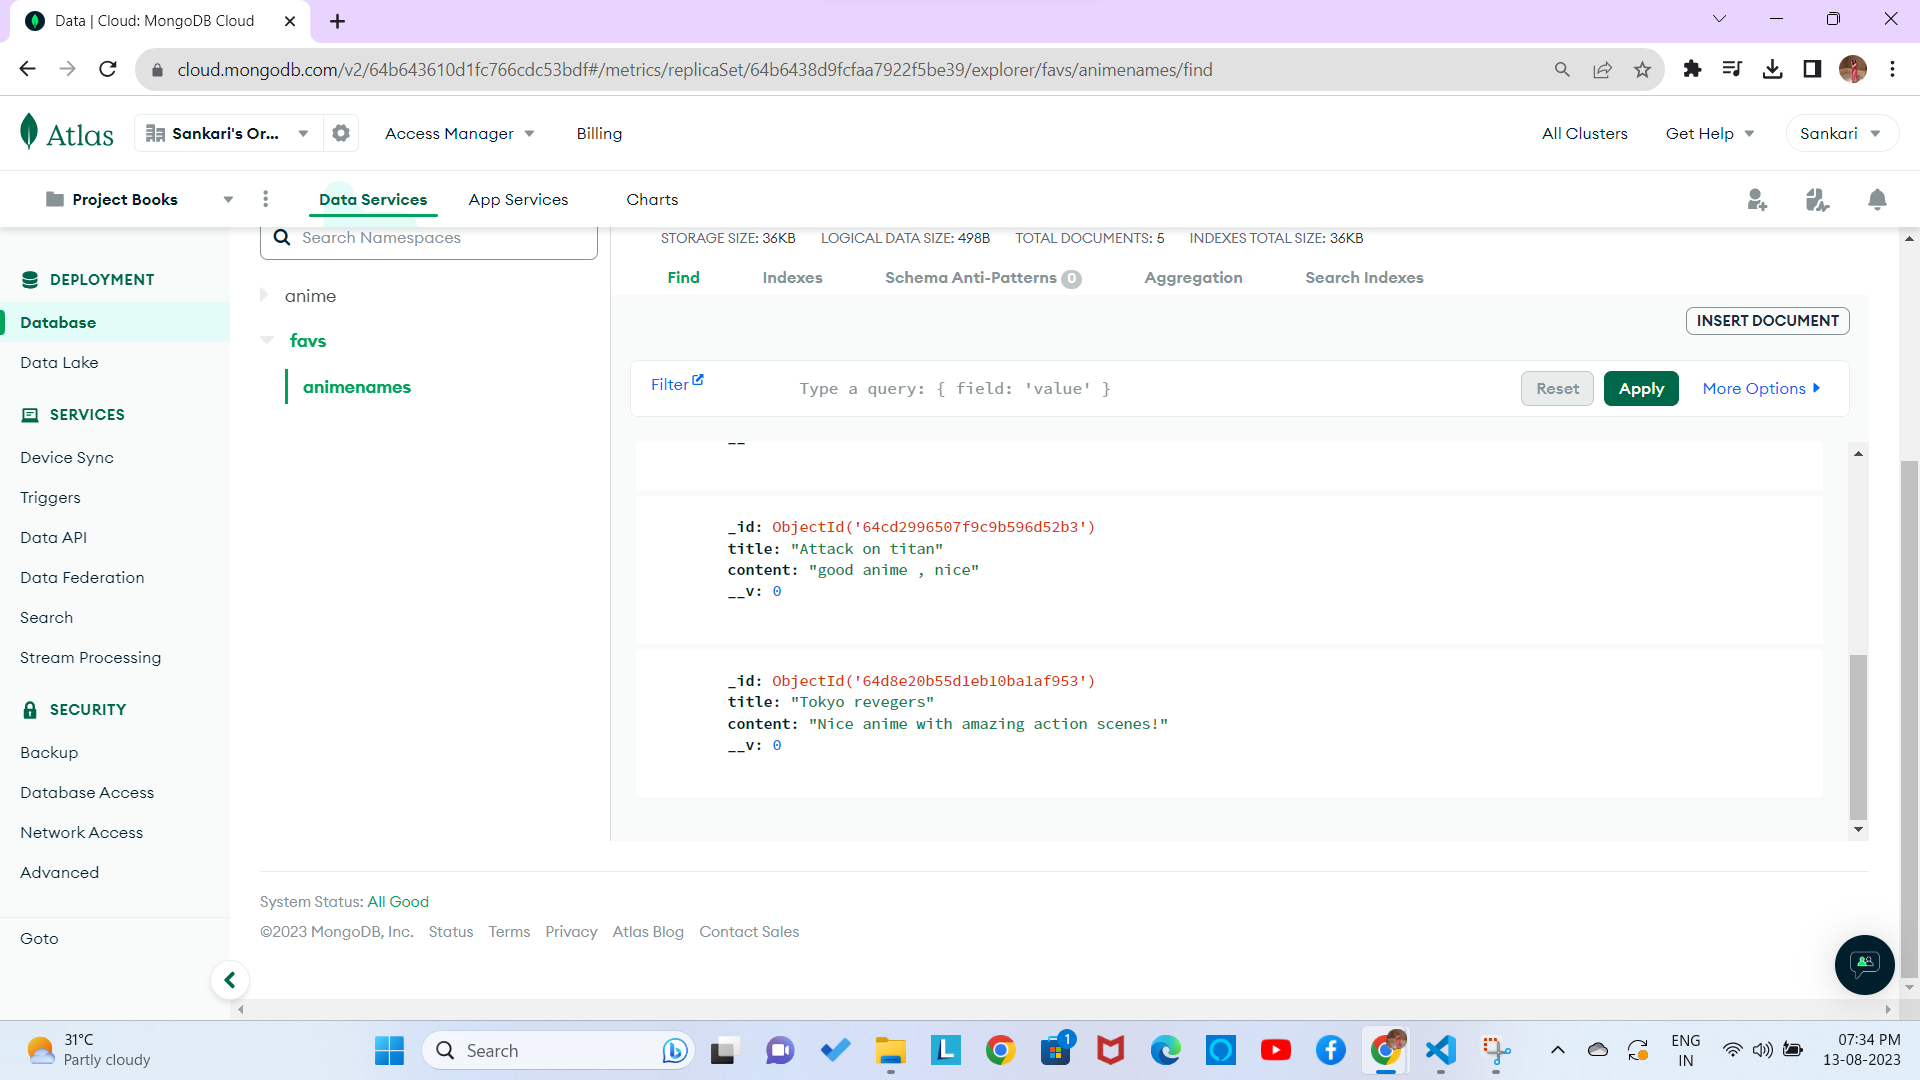 Data | Cloud: MongoDB Cloud
cloud.mongodb.com/v2/64b643610d1fc766cdc53bdf#/metrics/replicaSet/64b6438d9fcfaa7922f5be39/explorer/favs/animenames/find
Atlas
Sankari's Or...
Access Manager
Billing
All Clusters
Get Help
Sankari
Project Books
Data Services
App Services
Charts
Search Namespaces
STORAGE SIZE: 36KB
LOGICAL DATA SIZE: 498B
TOTAL DOCUMENTS: 5
INDEXES TOTAL SIZE: 36KB
DEPLOYMENT
Database
Data Lake
SERVICES
Device Sync
Triggers
Data API
Data Federation
Search
Stream Processing
SECURITY
Backup
Database Access
Network Access
Advanced
Goto
anime
favs
animenames
Find
Indexes
Schema Anti-Patterns 0
Aggregation
Search Indexes
INSERT DOCUMENT
Filter
Type a query: { field: 'value' }
Reset
Apply
More Options
_id: ObjectId('64cd2996507f9c9b596d52b3')
title: "Attack on titan"
content: "good anime , nice"
__v: 0
_id: ObjectId('64d8e20b55d1eb10ba1af953')
title: "Tokyo revegers"
content: "Nice anime with amazing action scenes!"
__v: 0
System Status: All Good
©2023 MongoDB, Inc.
Status
Terms
Privacy
Atlas Blog
Contact Sales
31°C
Partly cloudy
Search
1
ENG
IN
07:34 PM
13-08-2023